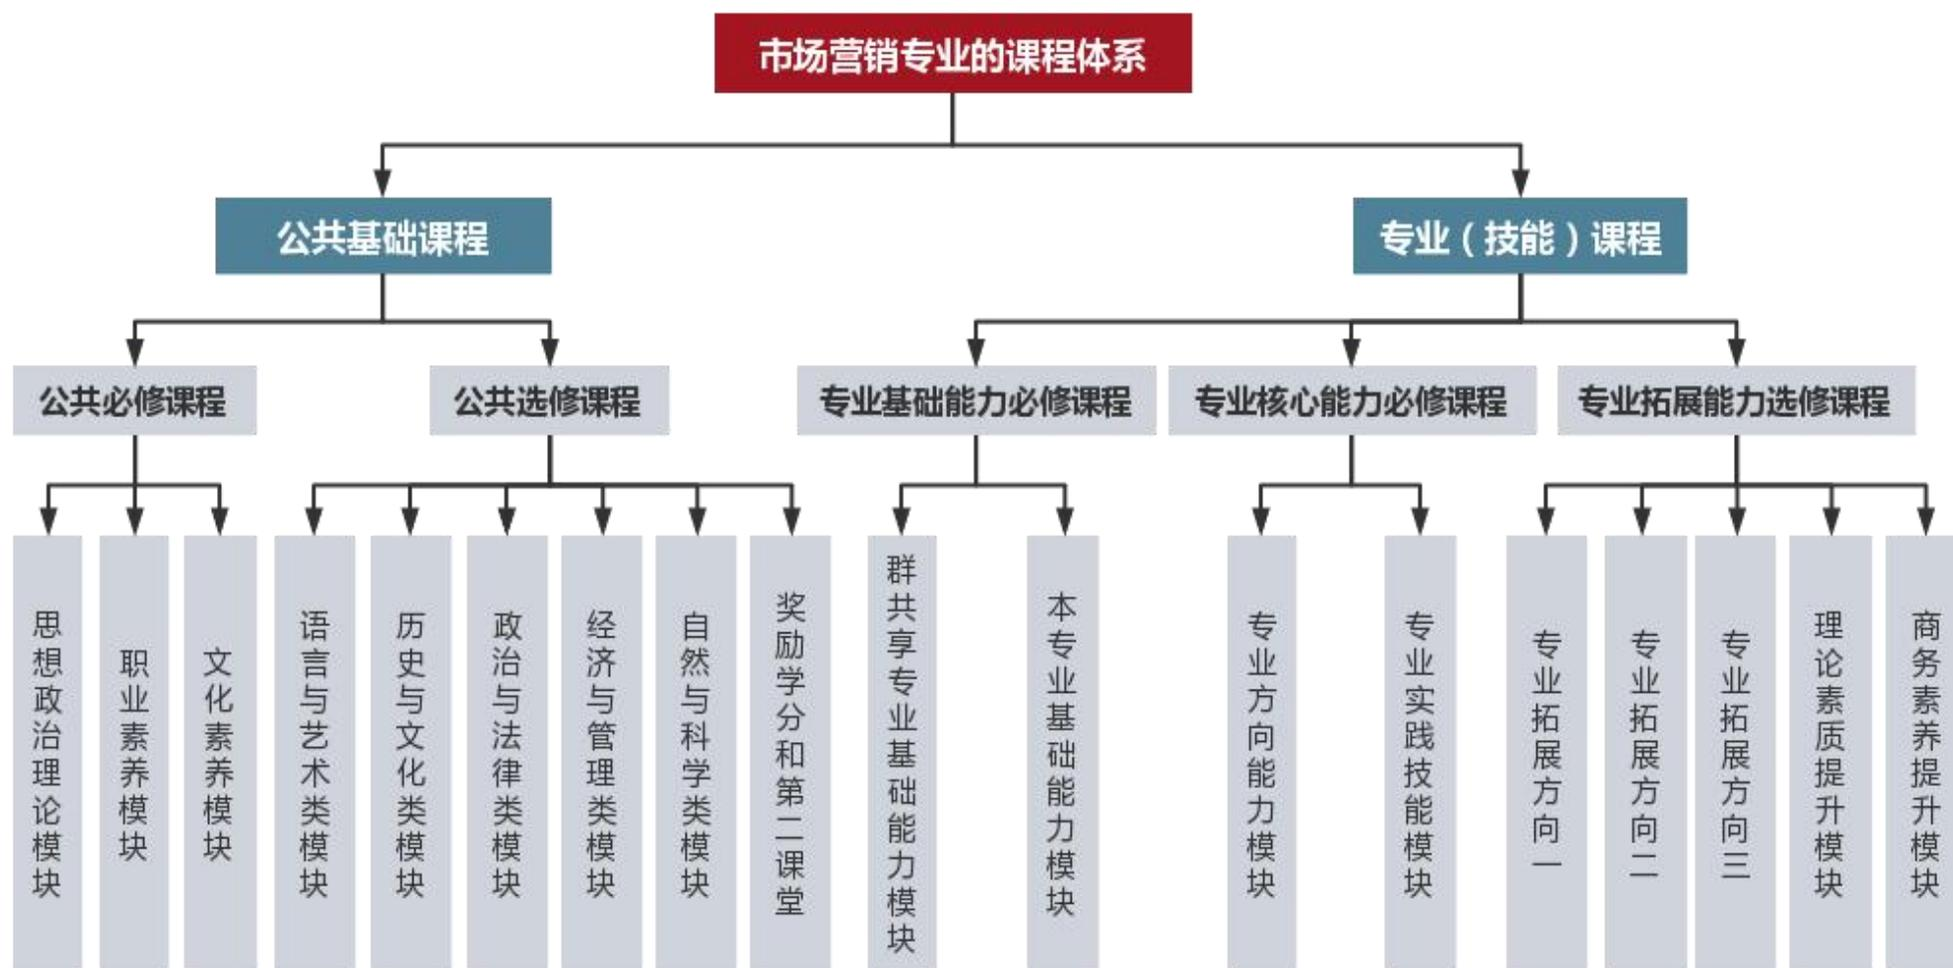 市场营销专业的课程体系
公共基础课程
专业（技能）课程
公共必修课程
公共选修课程
专业基础能力必修课程
专业核心能力必修课程
专业拓展能力选修课程
思想政治理论模块
职业素养模块
文化素养模块
语言与艺术类模块
历史与文化类模块
政治与法律类模块
经济与管理类模块
自然与科学类模块
奖励学分和第二课堂
群共享专业基础能力模块
本专业基础能力模块
专业方向能力模块
专业实践技能模块
专业拓展方向一
专业拓展方向二
专业拓展方向三
理论素质提升模块
商务素养提升模块